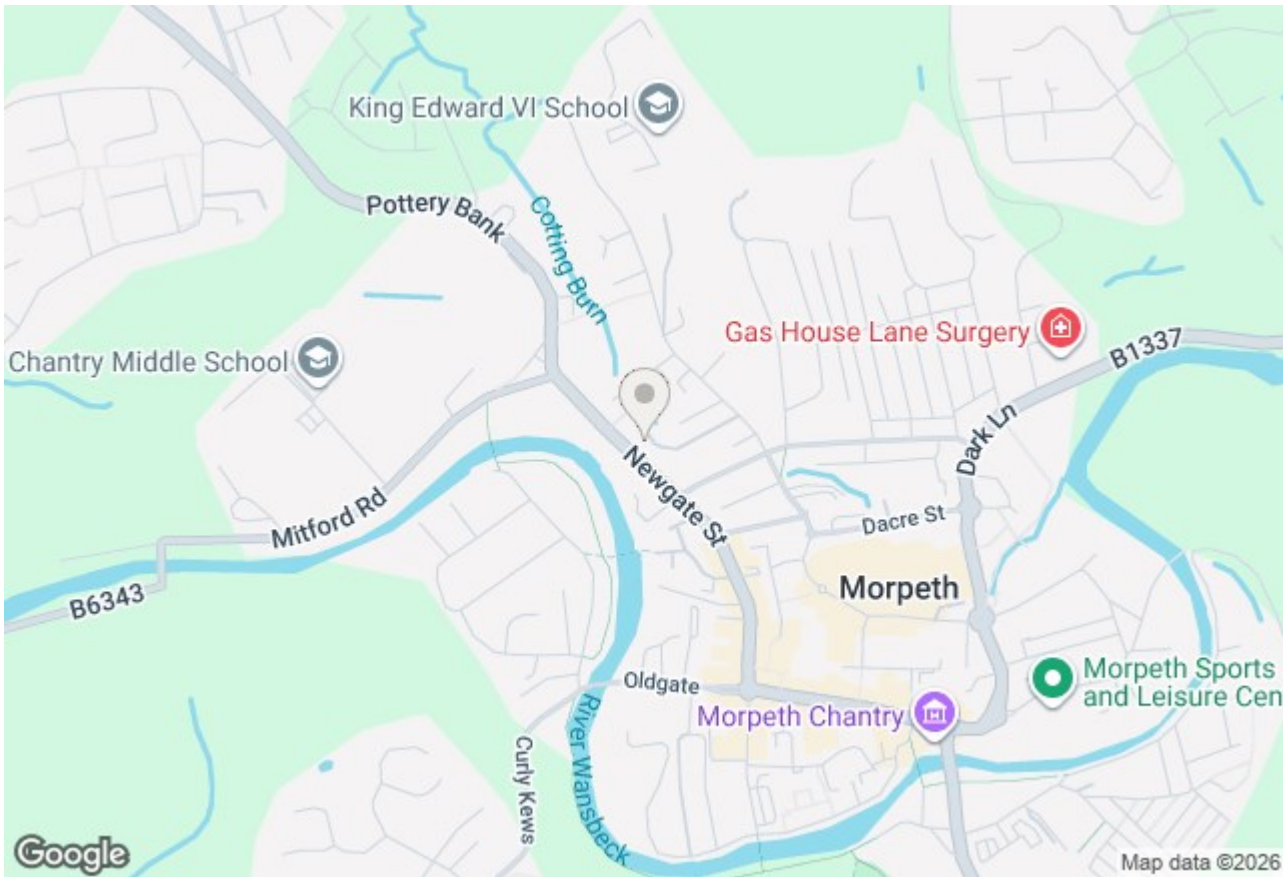 King Edward VI School
Pottery Bank
Cotting Burn
Gas House Lane Surgery
B1337
Chantry Middle School
Dark Ln
Newgate St
Mitford Rd
Dacre St
B6343
Morpeth
Oldgate
Morpeth Sports
and Leisure Cen
Morpeth Chantry
River Wansbeck
Curly Kews
Google
Map data ©2026